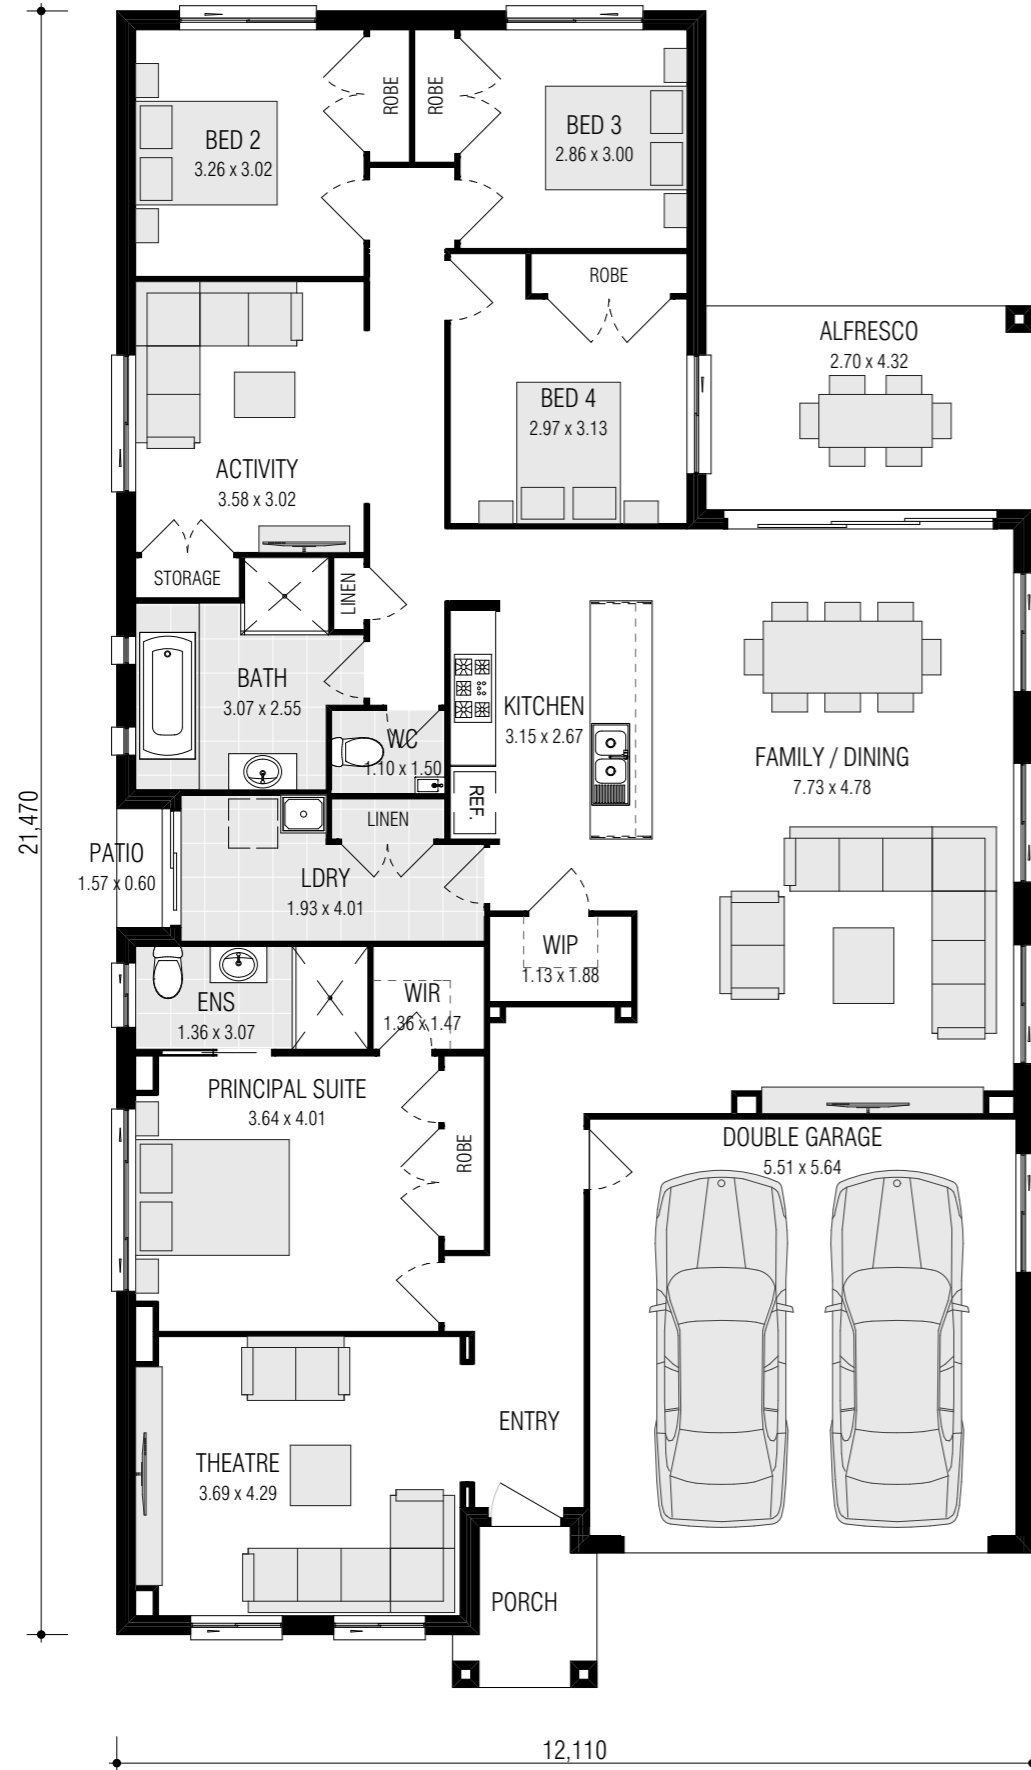 ROBE
ROBE
BED 2
3.26 x 3.02
BED 3
2.86 x 3.00
ROBE
ALFRESCO
2.70 x 4.32
BED 4
2.97 x 3.13
ACTIVITY
3.58 x 3.02
STORAGE
LINEN
BATH
3.07 x 2.55
KITCHEN
3.15 x 2.67
WC
1.10 x 1.50
FAMILY / DINING
7.73 x 4.78
REF.
LINEN
21,470
PATIO
1.57 x 0.60
LDRY
1.93 x 4.01
WIP
1.13 x 1.88
ENS
1.36 x 3.07
WIR
1.36 x 1.47
PRINCIPAL SUITE
3.64 x 4.01
ROBE
DOUBLE GARAGE
5.51 x 5.64
ENTRY
THEATRE
3.69 x 4.29
PORCH
12,110